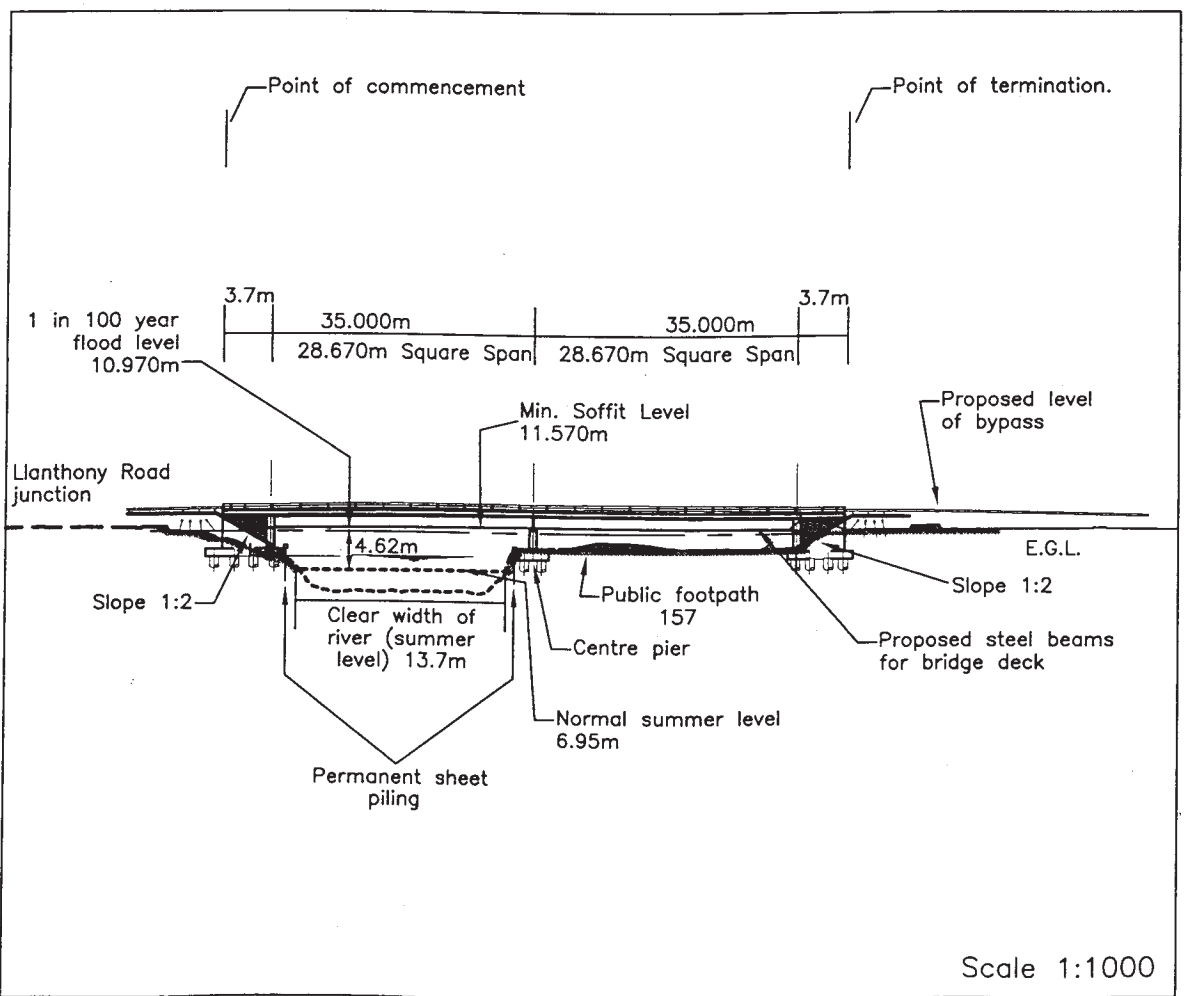 Point of commencement
Point of termination.
3.7m
3.7m
35.000m
35.000m
28.670m Square Span
28.670m Square Span
1 in 100 year
flood level
10.970m
Min. Soffit Level
11.570m
Proposed level
of bypass
Llanthony Road
junction
4.62m
E.G.L.
Slope 1:2
Slope 1:2
Public footpath
157
Clear width of
river (summer
level) 13.7m
Centre pier
Proposed steel beams
for bridge deck
Normal summer level
6.95m
Permanent sheet
piling
Scale 1:1000